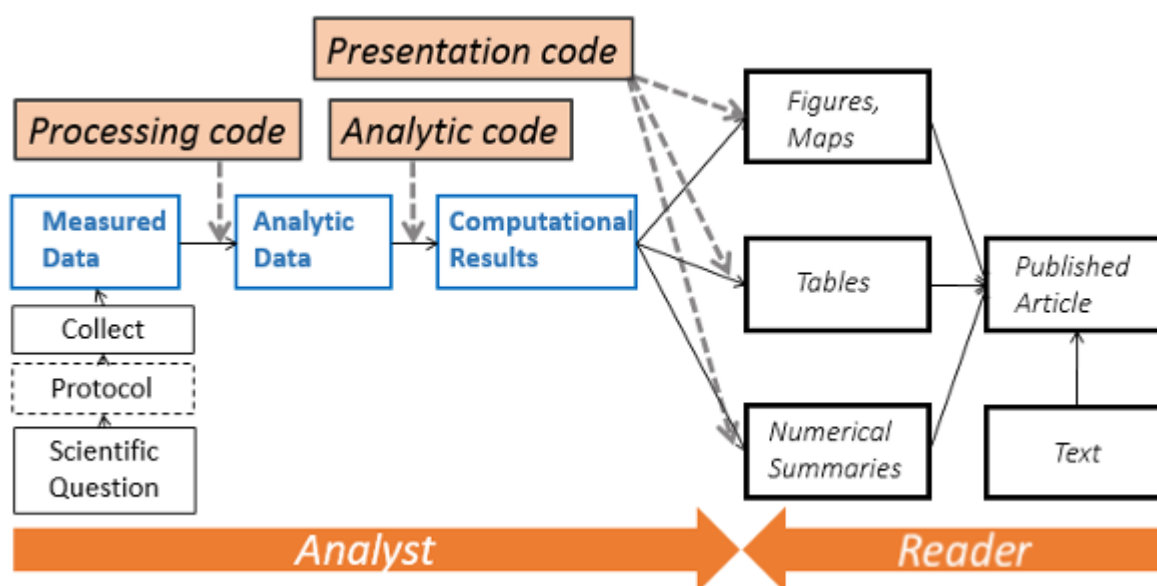 Presentation code
Processing code
Analytic code
Measured
Data
Analytic
Data
Computational
Results
Figures,
Maps
Tables
Numerical
Summaries
Published
Article
Text
Collect
Protocol
Scientific
Question
Analyst
Reader